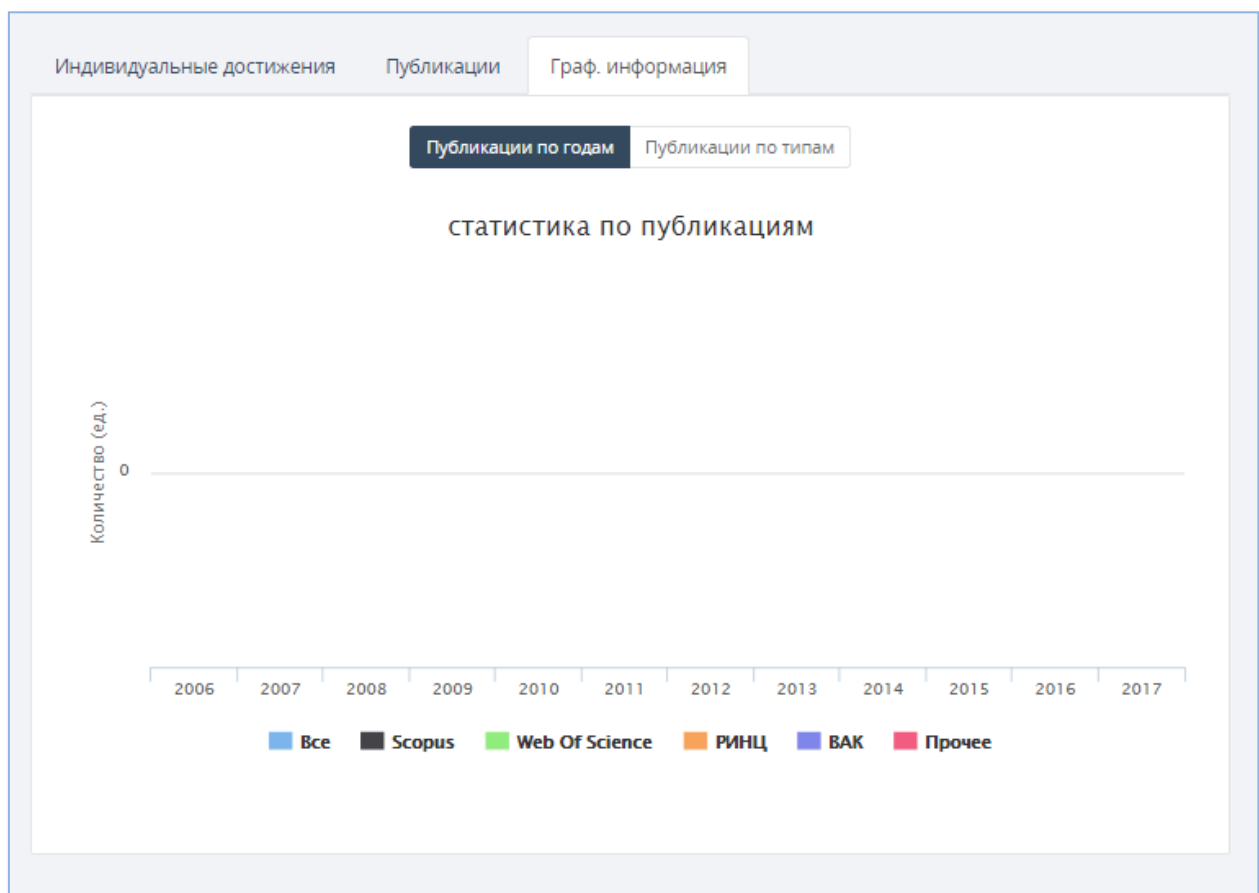 Индивидуальные достижения Публикации Граф. информация
Публикации по годам Публикации по типам
статистика по публикациям
Количество (ед.)
0
2006 2007 2008 2009 2010 2011 2012 2013 2014 2015 2016 2017
Все Scopus Web Of Science РИНЦ ВАК Прочее